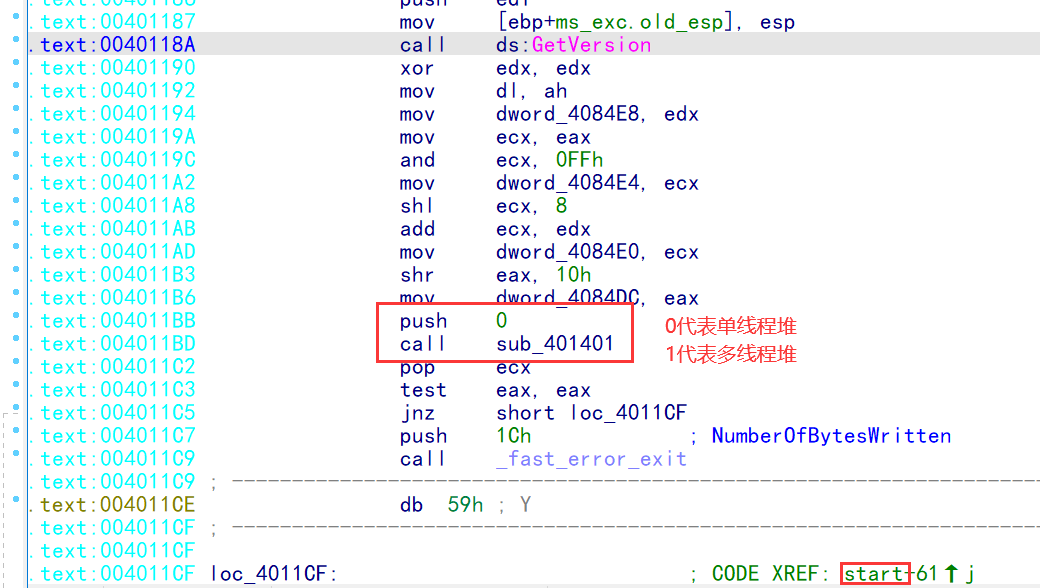 .text:00401186 push edi
.text:00401187 mov [ebp+ms_exc.old_esp], esp
.text:0040118A call ds:GetVersion
.text:00401190 xor edx, edx
.text:00401192 mov dl, ah
.text:00401194 mov dword_4084E8, edx
.text:0040119A mov ecx, eax
.text:0040119C and ecx, 0FFh
.text:004011A2 mov dword_4084E4, ecx
.text:004011A8 shl ecx, 8
.text:004011AB add ecx, edx
.text:004011AD mov dword_4084E0, ecx
.text:004011B3 shr eax, 10h
.text:004011B6 mov dword_4084DC, eax
.text:004011BB push 0 0代表单线程堆
.text:004011BD call sub_401401 1代表多线程堆
.text:004011C2 pop ecx
.text:004011C3 test eax, eax
.text:004011C5 jnz short loc_4011CF
.text:004011C7 push 1Ch ; NumberOfBytesWritten
.text:004011C9 call _fast_error_exit
.text:004011C9 ; ---------------------------------------------------------------------------
.text:004011CE db 59h ; Y
.text:004011CF ; ---------------------------------------------------------------------------
.text:004011CF
.text:004011CF loc_4011CF: ; CODE XREF: start+61↑j